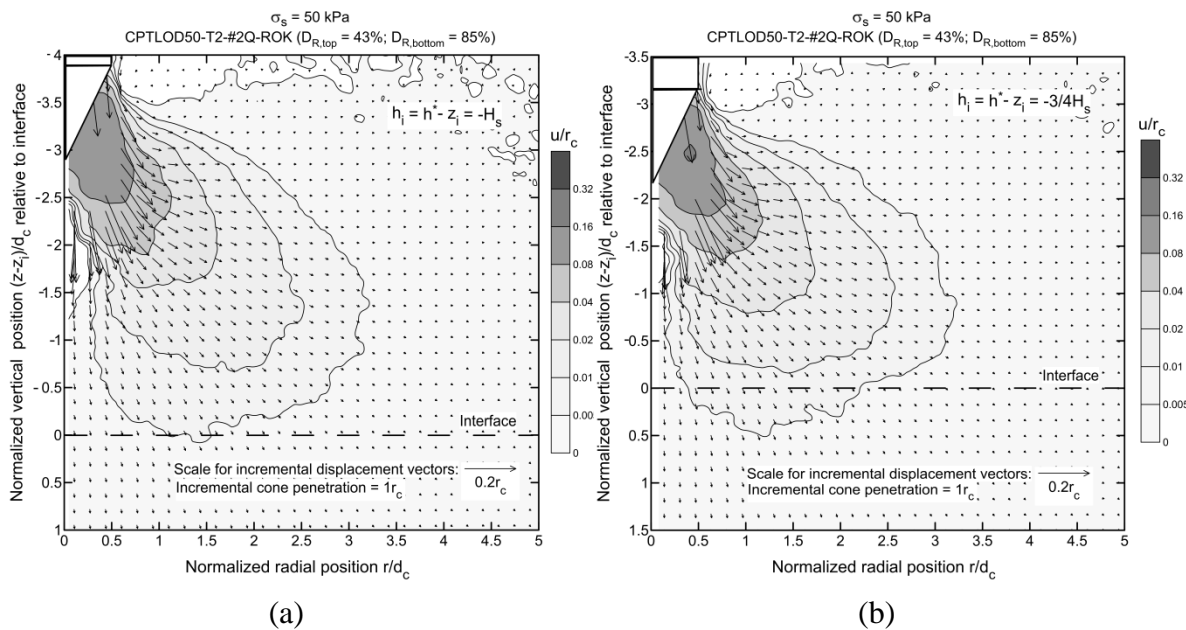 σs = 50 kPa
CPTLOD50-T2-#2Q-ROK (DR,top = 43%; DR,bottom = 85%)
Normalized vertical position (z-zi)/dc relative to interface
-4
-3.5
-3
-2.5
-2
-1.5
-1
-0.5
0
0.5
1
hi = h* - zi = -Hs
Interface
Scale for incremental displacement vectors:
Incremental cone penetration = 1rc
0.2rc
0 0.5 1 1.5 2 2.5 3 3.5 4 4.5 5
Normalized radial position r/dc
u/rc
0.32
0.16
0.08
0.04
0.02
0.01
0.00
0
(a)
σs = 50 kPa
CPTLOD50-T2-#2Q-ROK (DR,top = 43%; DR,bottom = 85%)
Normalized vertical position (z-zi)/dc relative to interface
-3.5
-3
-2.5
-2
-1.5
-1
-0.5
0
0.5
1
1.5
hi = h* - zi = -3/4Hs
Interface
Scale for incremental displacement vectors:
Incremental cone penetration = 1rc
0.2rc
0 0.5 1 1.5 2 2.5 3 3.5 4 4.5 5
Normalized radial position r/dc
u/rc
0.32
0.16
0.08
0.04
0.02
0.01
0.005
0
(b)